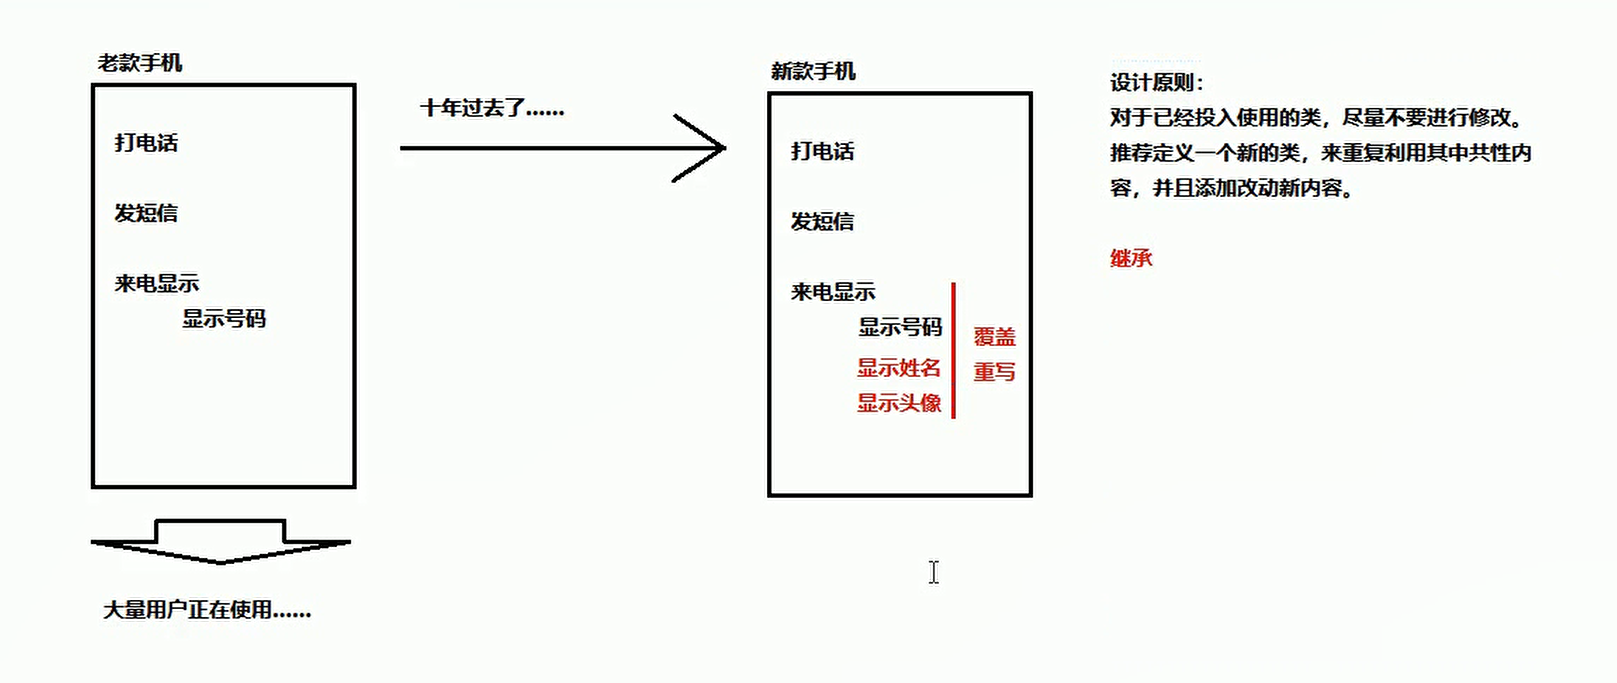 老款手机
打电话
发短信
来电显示
显示号码
大量用户正在使用......
十年过去了......
新款手机
打电话
发短信
来电显示
显示号码
显示姓名
显示头像
覆盖
重写
设计原则：
对于已经投入使用的类，尽量不要进行修改。
推荐定义一个新的类，来重复利用其中共性内
容，并且添加改动新内容。
继承